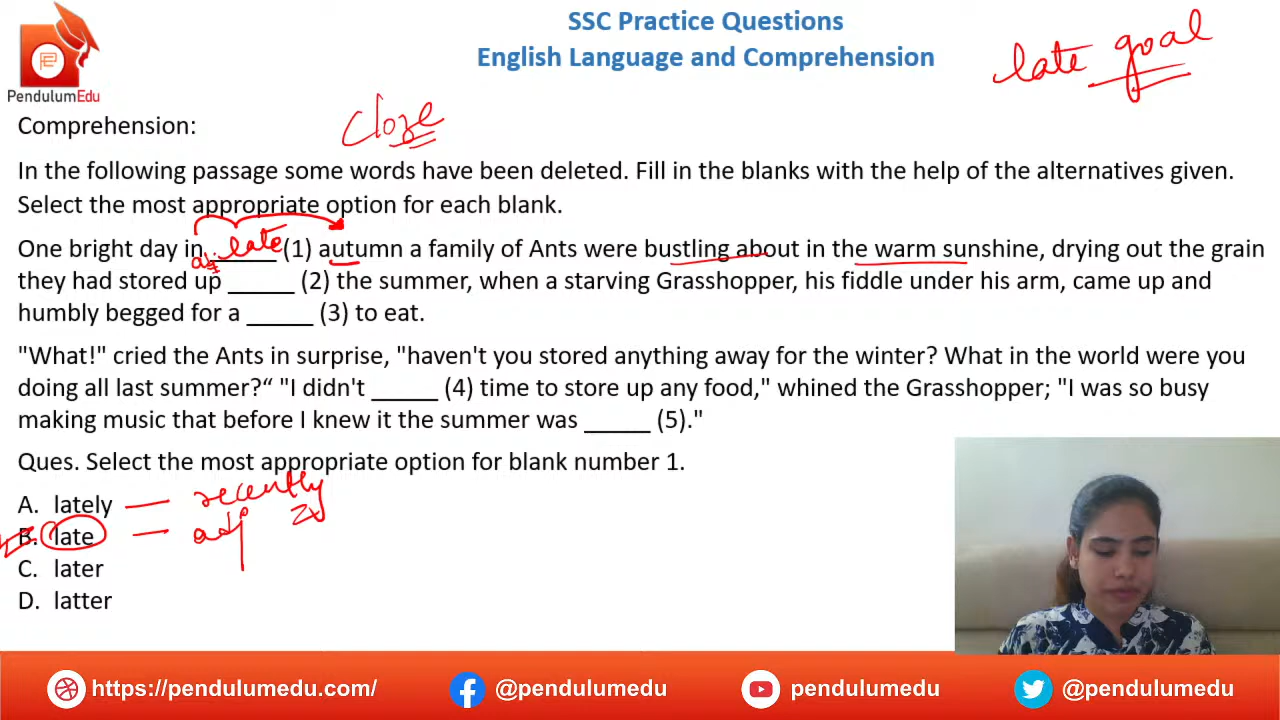 SSC Practice Questions
English Language and Comprehension
late goal
PendulumEdu
Cloze
Comprehension:
In the following passage some words have been deleted. Fill in the blanks with the help of the alternatives given.
Select the most appropriate option for each blank.
One bright day in late (1) autumn a family of Ants were bustling about in the warm sunshine, drying out the grain
they had stored up ______ (2) the summer, when a starving Grasshopper, his fiddle under his arm, came up and
humbly begged for a ______ (3) to eat.
"What!" cried the Ants in surprise, "haven't you stored anything away for the winter? What in the world were you
doing all last summer?“ "I didn't ______ (4) time to store up any food," whined the Grasshopper; "I was so busy
making music that before I knew it the summer was ______ (5)."
Ques. Select the most appropriate option for blank number 1.
A. lately — recently
B. late — adj
C. later
D. latter
https://pendulumedu.com/ @pendulumedu pendulumedu @pendulumedu